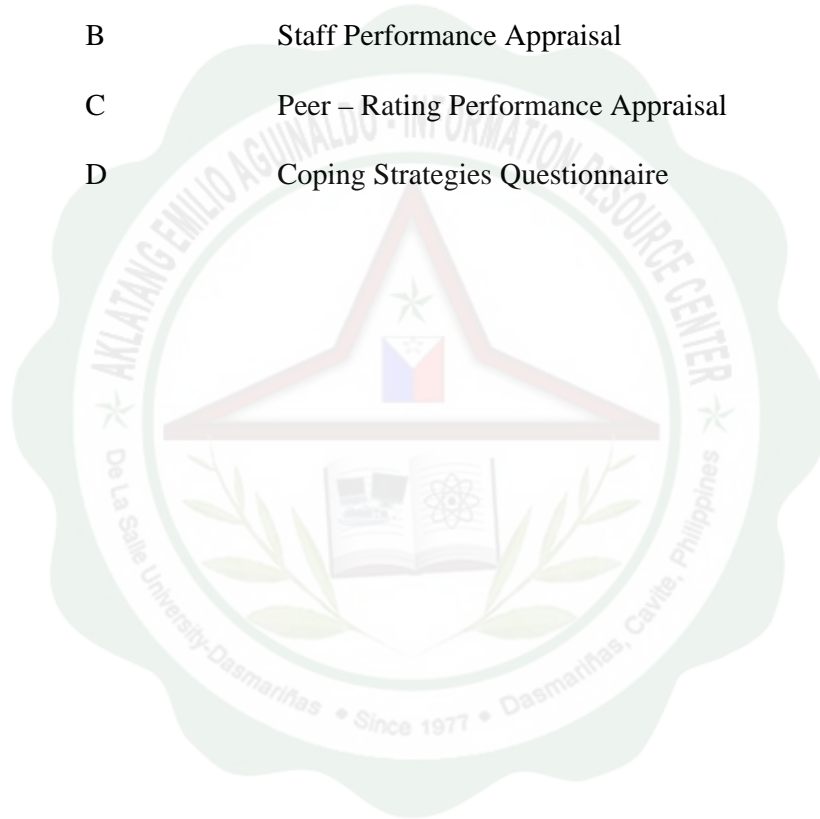 B Staff Performance Appraisal
C Peer – Rating Performance Appraisal
D Coping Strategies Questionnaire
AKLATANG EMILIO AGUINALDO - INFORMATION RESOURCE CENTER
De La Salle University-Dasmariñas • Since 1977 • Dasmariñas, Cavite, Philippines